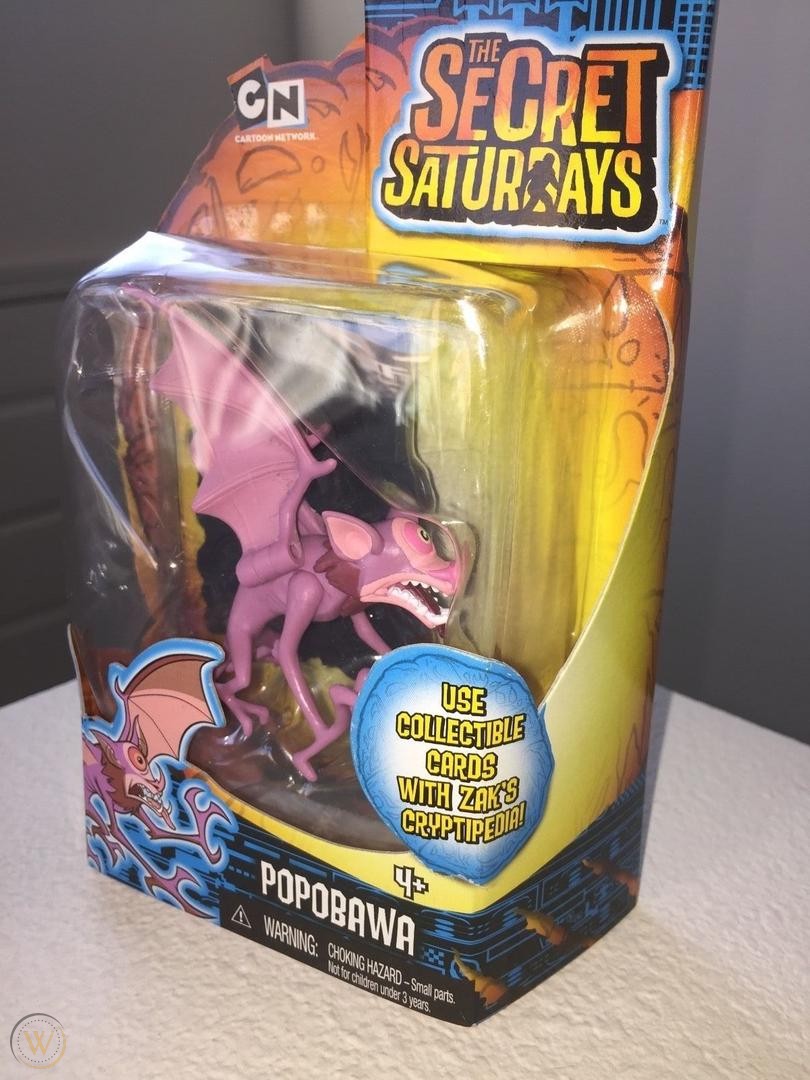 CN
CARTOON NETWORK
THE
SECRET
SATURDAYS
TM
USE
COLLECTIBLE
CARDS
WITH ZAK'S
CRYPTIPEDIA!
4+
POPOBAWA
WARNING: CHOKING HAZARD – Small parts.
Not for children under 3 years.
W